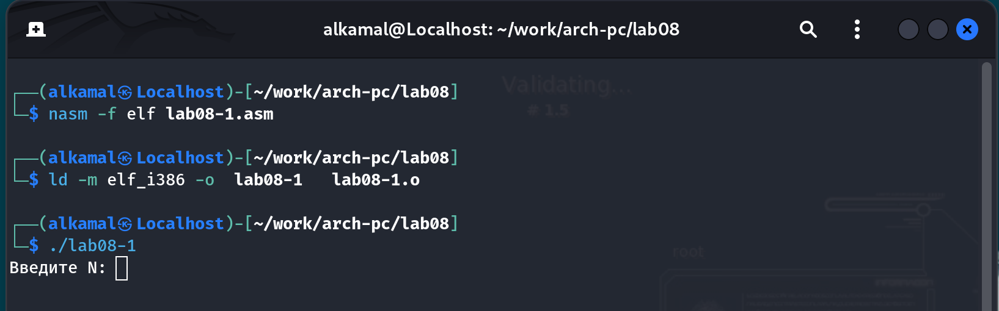 alkamal@Localhost: ~/work/arch-pc/lab08
┌──(alkamal㉿Localhost)-[~/work/arch-pc/lab08]
└─$ nasm -f elf lab08-1.asm
┌──(alkamal㉿Localhost)-[~/work/arch-pc/lab08]
└─$ ld -m elf_i386 -o  lab08-1   lab08-1.o
┌──(alkamal㉿Localhost)-[~/work/arch-pc/lab08]
└─$ ./lab08-1
Введите N:
Validating...
# 1.5
root